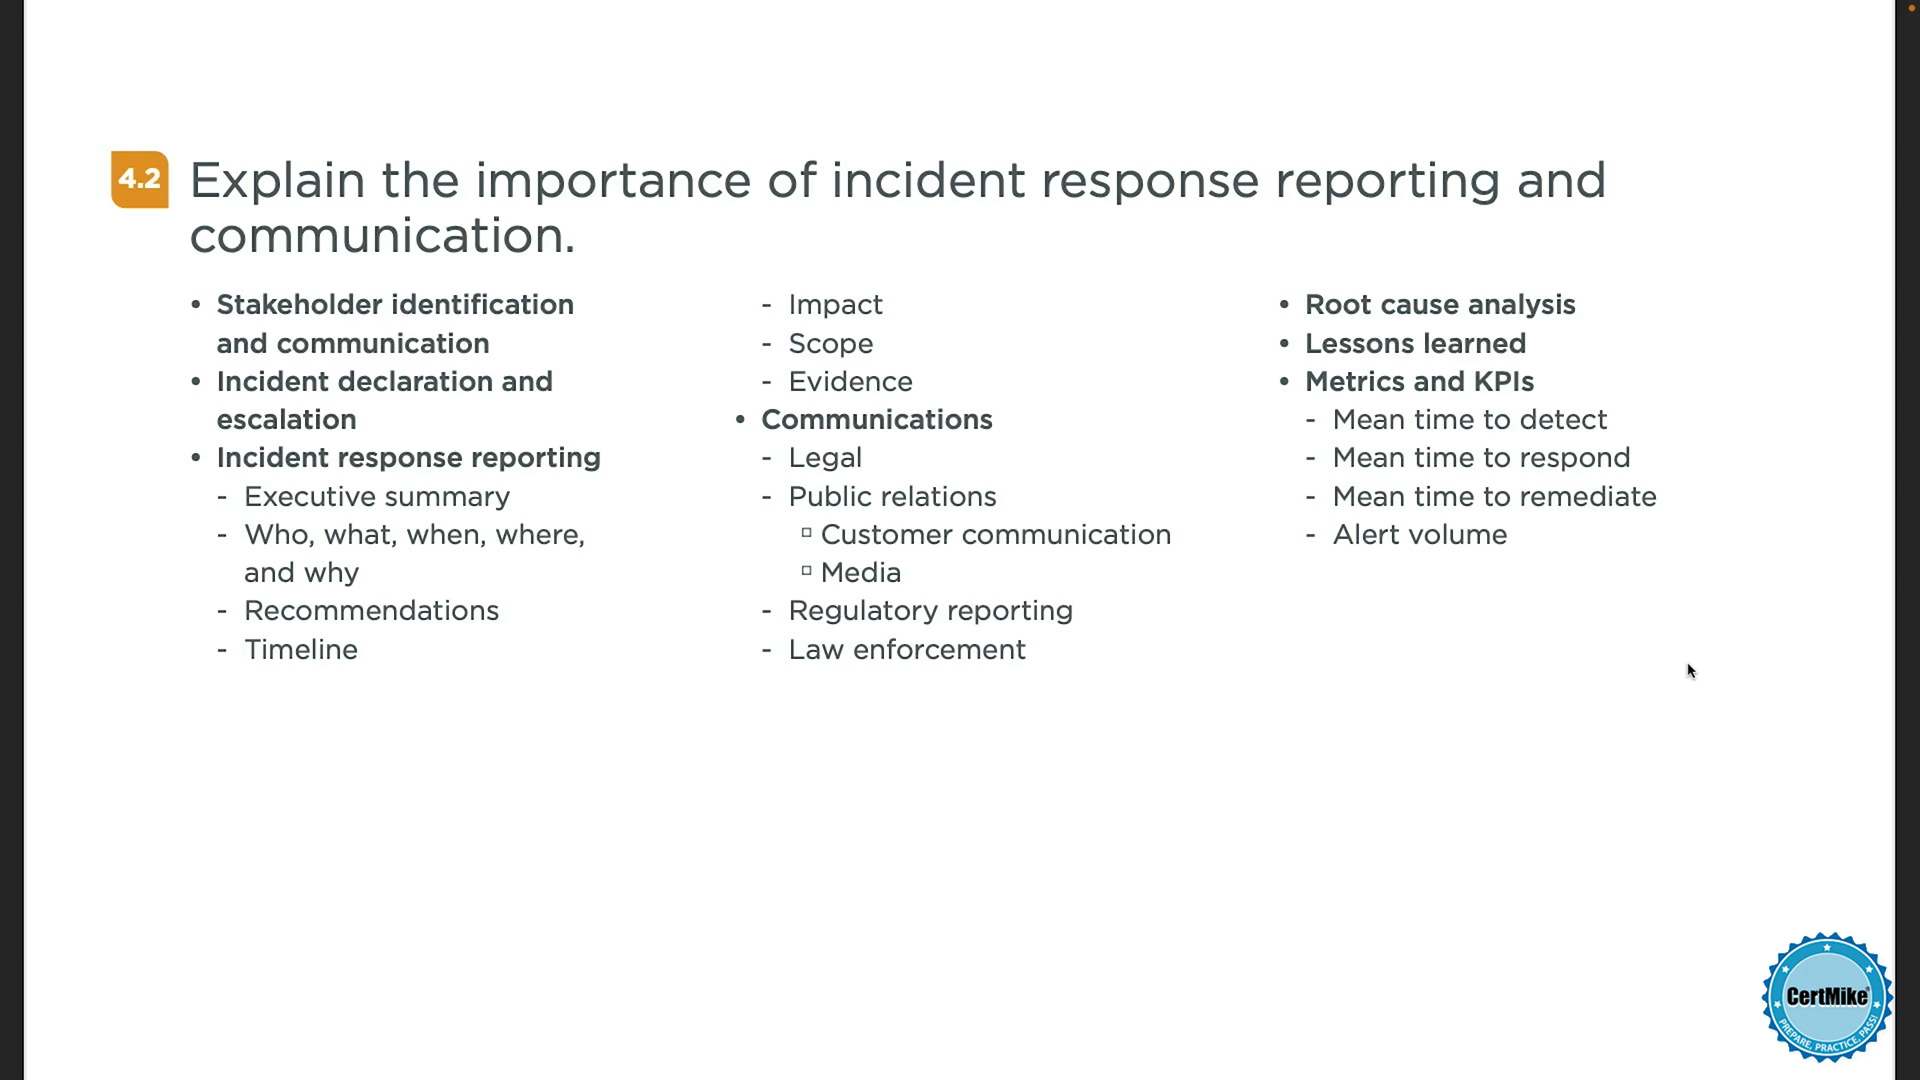 4.2
Explain the importance of incident response reporting and
communication.
• Stakeholder identification
and communication
• Incident declaration and
escalation
• Incident response reporting
- Executive summary
- Who, what, when, where,
and why
- Recommendations
- Timeline
- Impact
- Scope
- Evidence
• Communications
- Legal
- Public relations
▫ Customer communication
▫ Media
- Regulatory reporting
- Law enforcement
• Root cause analysis
• Lessons learned
• Metrics and KPIs
- Mean time to detect
- Mean time to respond
- Mean time to remediate
- Alert volume
CertMike®
PREPARE, PRACTICE, PASS!